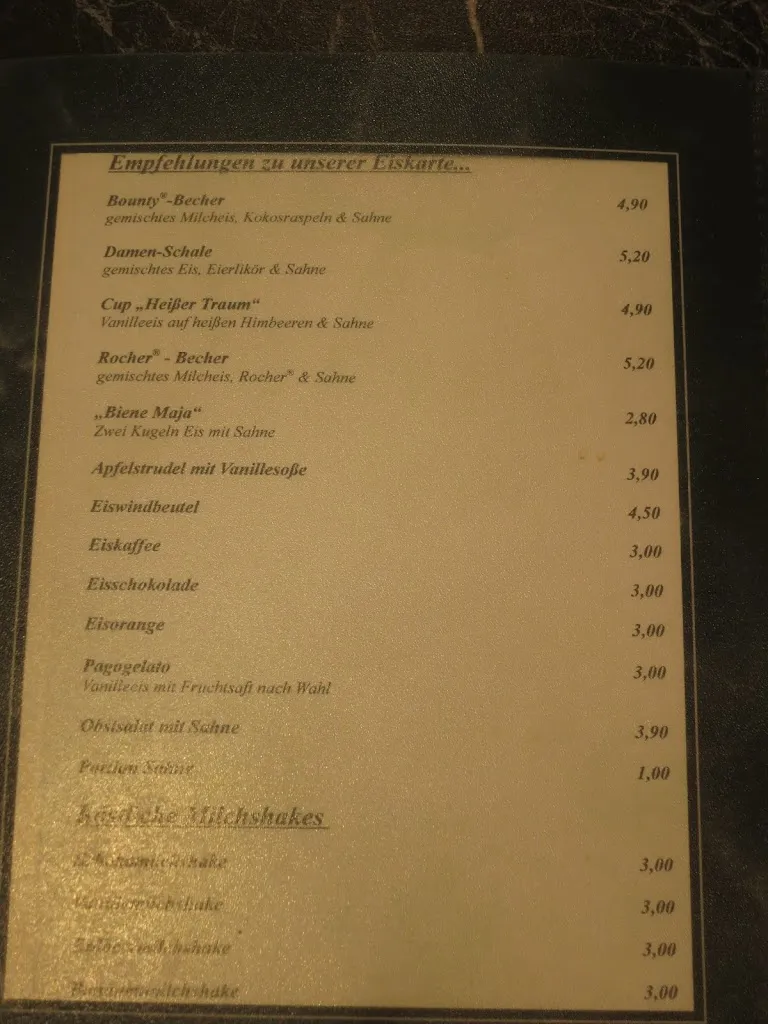 Empfehlungen zu unserer Eiskarte...
Bounty®-Becher 4,90
gemischtes Milcheis, Kokosraspeln & Sahne
Damen-Schale 5,20
gemischtes Eis, Eierlikör & Sahne
Cup „Heißer Traum“ 4,90
Vanilleeis auf heißen Himbeeren & Sahne
Rocher® - Becher 5,20
gemischtes Milcheis, Rocher® & Sahne
„Biene Maja“ 2,80
Zwei Kugeln Eis mit Sahne
Apfelstrudel mit Vanillesoße 3,90
Eiswindbeutel 4,50
Eiskaffee 3,00
Eisschokolade 3,00
Eisorange 3,00
Pagogelato 3,00
Vanilleeis mit Fruchtsaft nach Wahl
Obstsalat mit Sahne 3,90
Portion Sahne 1,00
Köstliche Milchshakes
3,00
Vanillemilchshake 3,00
Erdbeermilchshake 3,00
Bananenmilchshake 3,00